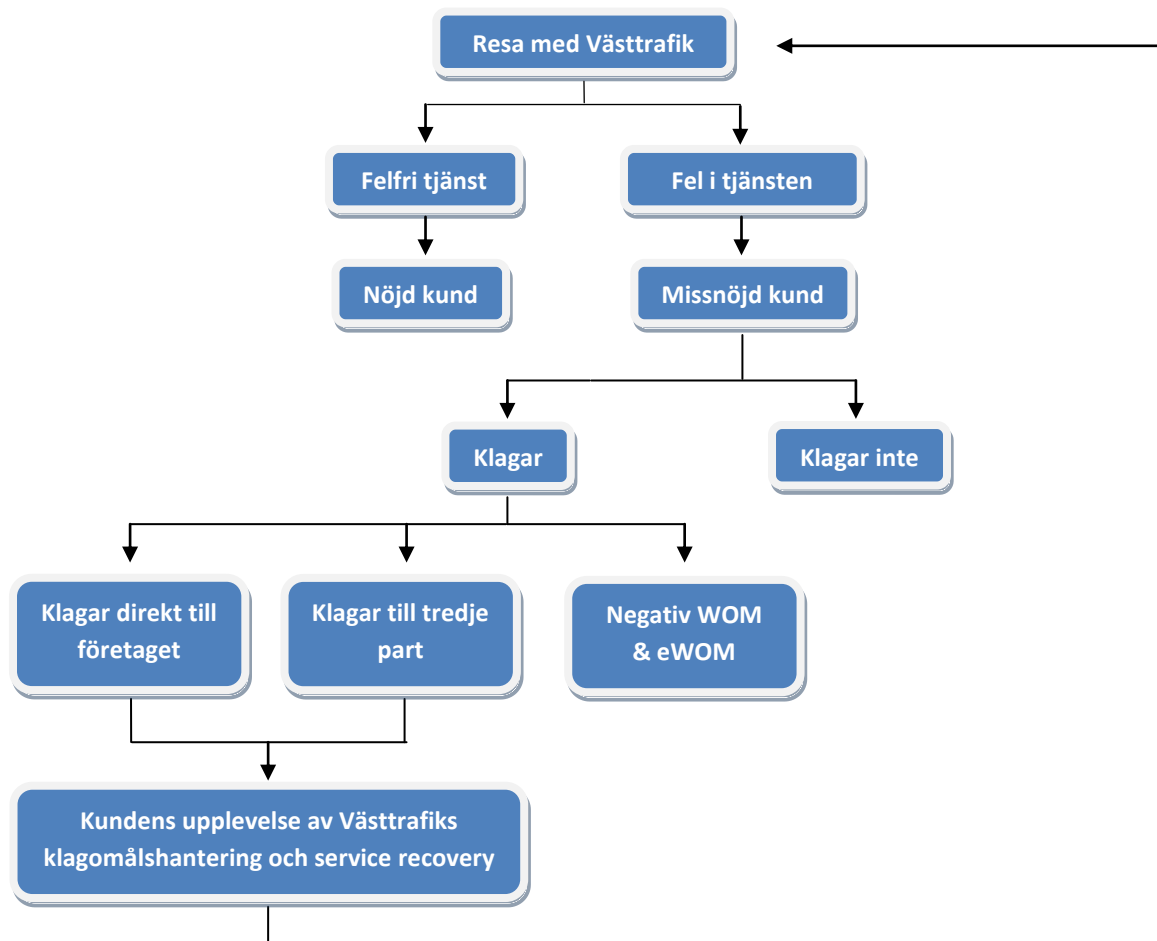 Resa med Västtrafik
Felfri tjänst
Fel i tjänsten
Nöjd kund
Missnöjd kund
Klagar
Klagar inte
Klagar direkt till
företaget
Klagar till tredje
part
Negativ WOM
& eWOM
Kundens upplevelse av Västtrafiks
klagomålshantering och service recovery